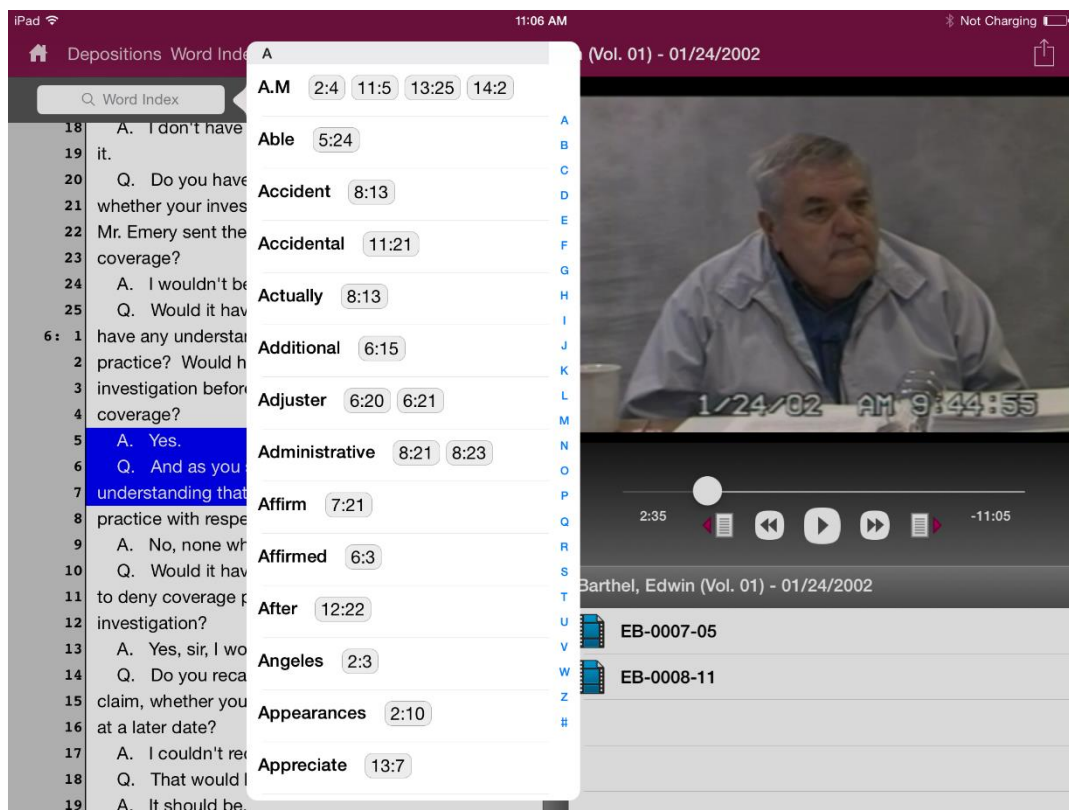 iPad 11:06 AM Not Charging
Depositions Word Inde (Vol. 01) - 01/24/2002
Word Index
18 A. I don't have
19 it.
20 Q. Do you have
21 whether your inves
22 Mr. Emery sent the
23 coverage?
24 A. I wouldn't be
25 Q. Would it hav
6: 1 have any understan
2 practice? Would h
3 investigation before
4 coverage?
5 A. Yes.
6 Q. And as you s
7 understanding that
8 practice with respe
9 A. No, none wh
10 Q. Would it hav
11 to deny coverage p
12 investigation?
13 A. Yes, sir, I wo
14 Q. Do you reca
15 claim, whether you
16 at a later date?
17 A. I couldn't rec
18 Q. That would
19 A. It should be.
A
A.M 2:4 11:5 13:25 14:2
Able 5:24
Accident 8:13
Accidental 11:21
Actually 8:13
Additional 6:15
Adjuster 6:20 6:21
Administrative 8:21 8:23
Affirm 7:21
Affirmed 6:3
After 12:22
Angeles 2:3
Appearances 2:10
Appreciate 13:7
A
B
C
D
E
F
G
H
I
J
K
L
M
N
O
P
Q
R
S
T
U
V
W
Z
#
1/24/02 AM 9:44:55
2:35 -11:05
Barthel, Edwin (Vol. 01) - 01/24/2002
EB-0007-05
EB-0008-11